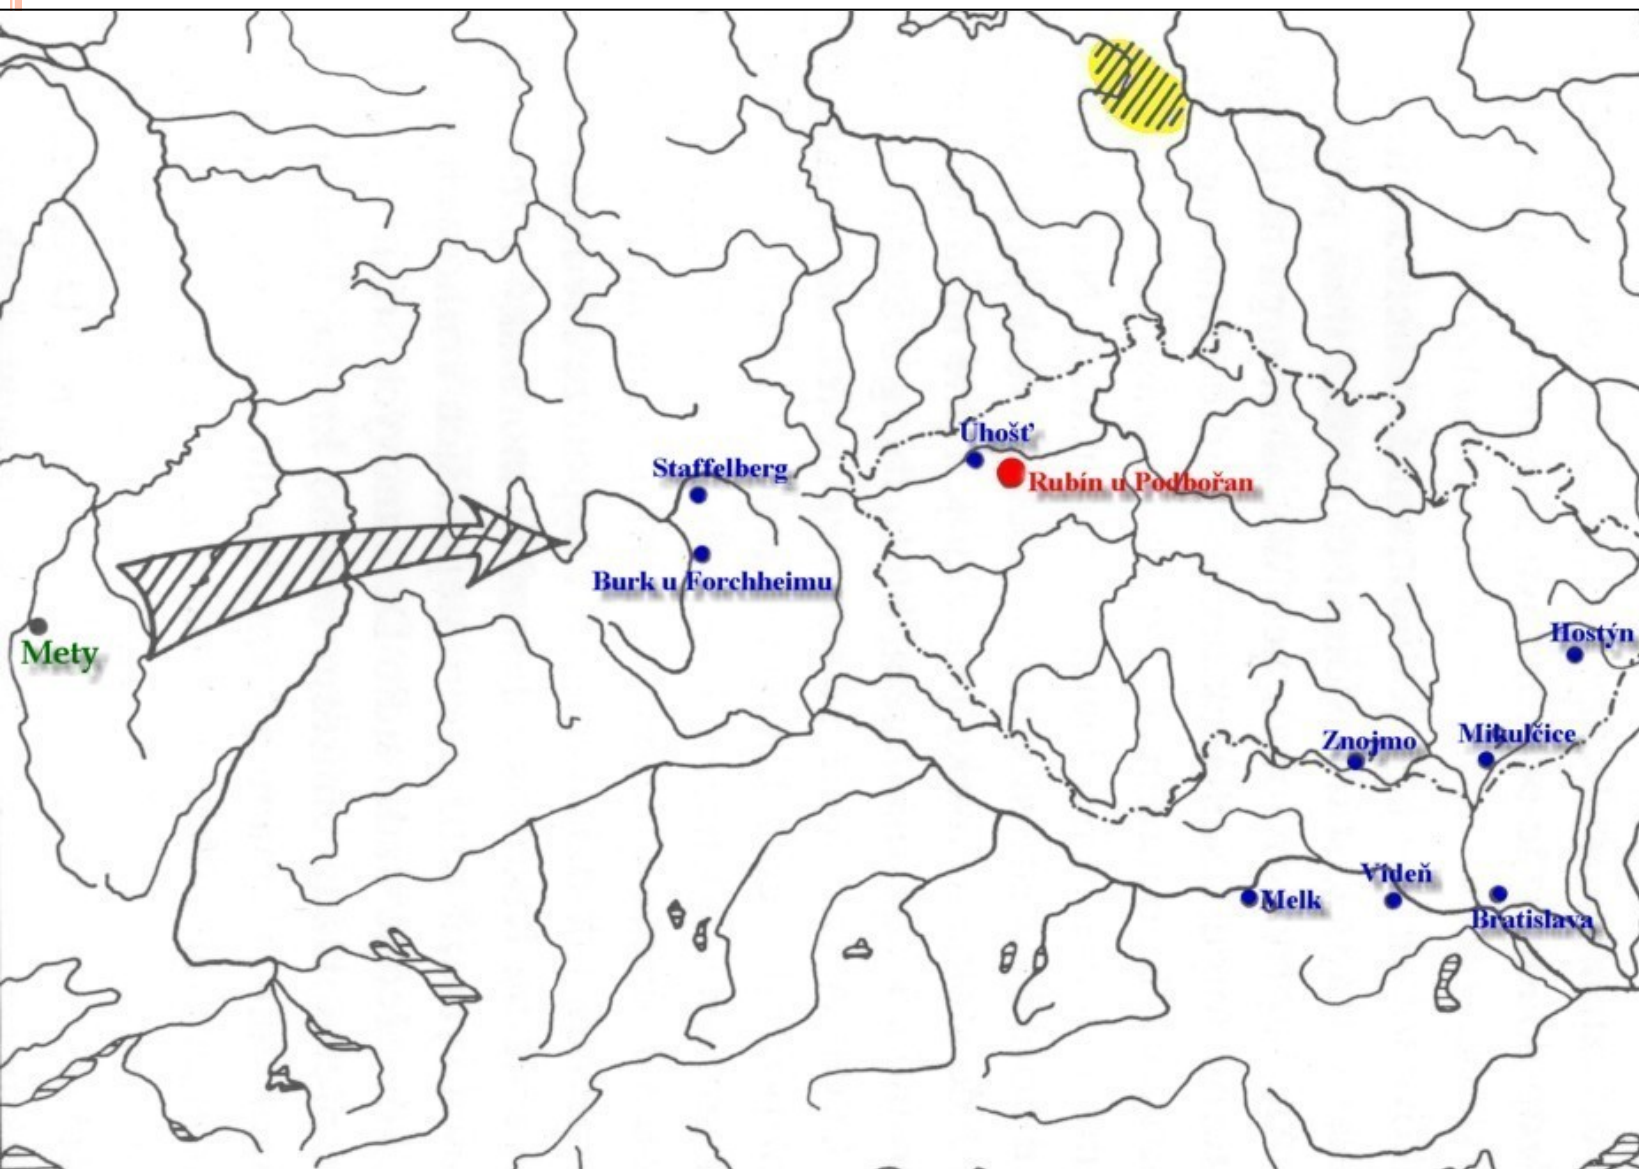 Úhošť
Staffelberg
Rubín u Podbořan
Burk u Forchheimu
Hostýn
Mety
Znojmo
Mikulčice
Vídeň
Melk
Bratislava